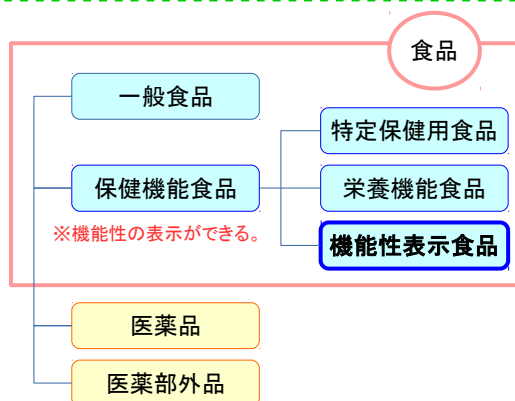 食品
一般食品
保健機能食品
※機能性の表示ができる。
特定保健用食品
栄養機能食品
機能性表示食品
医薬品
医薬部外品